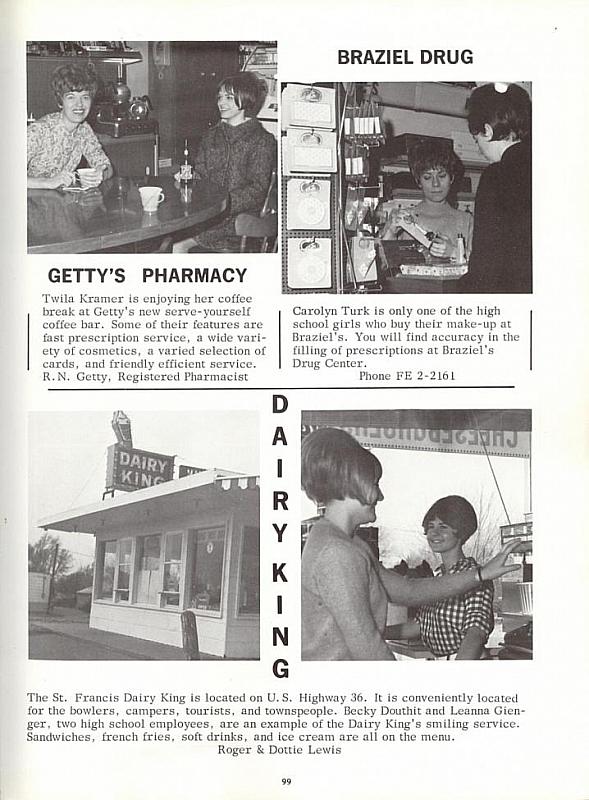 BRAZIEL DRUG
GETTY'S PHARMACY
Twila Kramer is enjoying her coffee
break at Getty's new serve-yourself
coffee bar. Some of their features are
fast prescription service, a wide vari-
ety of cosmetics, a varied selection of
cards, and friendly efficient service.
R.N. Getty, Registered Pharmacist
Carolyn Turk is only one of the high
school girls who buy their make-up at
Braziel's. You will find accuracy in the
filling of prescriptions at Braziel's
Drug Center.
Phone FE 2-2161
DAIRY KING
DAIRY
KING
CHEESEBURGERS
The St. Francis Dairy King is located on U.S. Highway 36. It is conveniently located
for the bowlers, campers, tourists, and townspeople. Becky Douthit and Leanna Gien-
ger, two high school employees, are an example of the Dairy King's smiling service.
Sandwiches, french fries, soft drinks, and ice cream are all on the menu.
Roger & Dottie Lewis
99